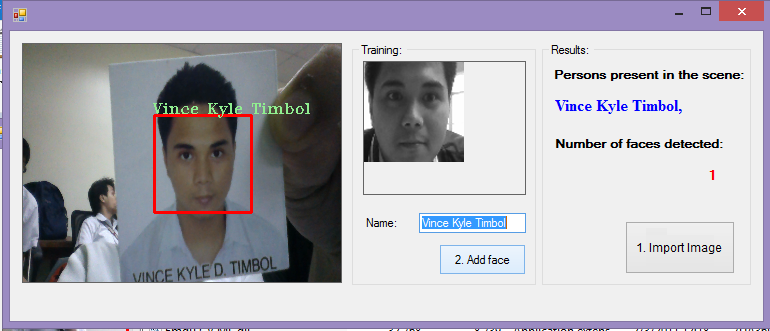 Training:
Results:
Persons present in the scene:
Vince Kyle Timbol
Vince Kyle Timbol,
Number of faces detected:
1
Name:
Vince Kyle Timbol
1. Import Image
2. Add face
VINCE KYLE D. TIMBOL